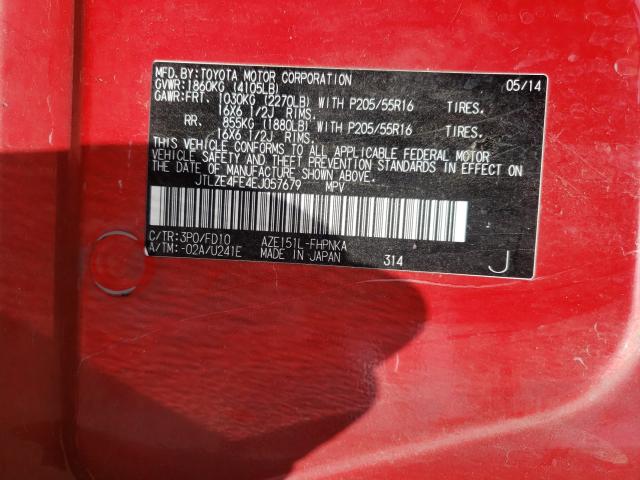 MFD.BY:TOYOTA MOTOR CORPORATION 05/14
GVWR:1860KG (4105LB)
GAWR:FRT. 1030KG (2270LB) WITH P205/55R16 TIRES.
16X6 1/2J RIMS.
RR. 855KG (1880LB) WITH P205/55R16 TIRES.
16X6 1/2J RIMS.
THIS VEHICLE CONFORMS TO ALL APPLICABLE FEDERAL MOTOR
VEHICLE SAFETY AND THEFT PREVENTION STANDARDS IN EFFECT ON
THE DATE OF MANUFACTURE SHOWN ABOVE.
JTLZE4FE4EJ057679 MPV
C/TR:3P0/FD10 AZE151L-FHPNKA
A/TM:-02A/U241E MADE IN JAPAN 314 J